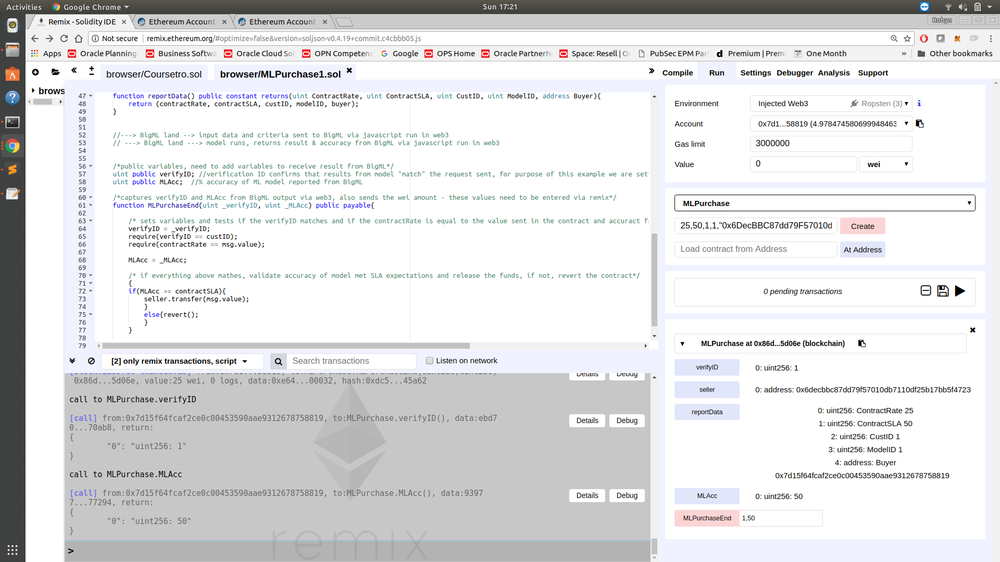 Activities
Google Chrome
Sun 17:21
Remix - Solidity IDE
Ethereum Account
Ethereum Account
Robyn
Not secure
remix.ethereum.org/#optimize=false&version=soljson-v0.4.19+commit.c4cbbb05.js
Apps
Oracle Planning
Business Softwa
Oracle Cloud Sol
OPN Competenc
Google
OPS Home
Oracle PartnerN
Space: Resell | O
PubSec EPM Par
Premium | Premi
One Month
»
Other bookmarks
brows
browser/Coursetro.sol
browser/MLPurchase1.sol
Compile
Run
Settings
Debugger
Analysis
Support
47 function reportData() public constant returns(uint ContractRate, uint ContractSLA, uint CustID, uint ModelID, address Buyer){
48 return (contractRate, contractSLA, custID, modelID, buyer);
49 }
50
51
52 //---> BigML land --> input data and criteria sent to BigML via javascript run in web3
53 // ---> BigML land ---> model runs, returns result & accuracy from BigML via javascript run in web3
54
55
56 /*public variables, need to add variables to receive result from BigML*/
57 uint public verifyID; //verification ID confirms that results from model "match" the request sent, for purpose of this example we are set
58 uint public MLAcc;  //% accuracy of ML model reported from BigML
59
60 /*captures verifyID and MLAcc from BigML output via web3, also sends the wei amount - these values need to be entered via remix*/
61 function MLPurchaseEnd(uint _verifyID, uint _MLAcc) public payable{
62
63 /* sets variables and tests if the verifyID matches and if the contractRate is equal to the value sent in the contract and accuract f
64 verifyID = _verifyID;
65 require(verifyID == custID);
66 require(contractRate == msg.value);
67
68 MLAcc = _MLAcc;
69
70 /* if everything above mathes, validate accuracy of model met SLA expectations and release the funds, if not, revert the contract*/
71 {
72 if(MLAcc >= contractSLA){
73 seller.transfer(msg.value);
74 }
75 else{revert();
76 }
77 }
78
79
[2] only remix transactions, script
Search transactions
Listen on network
0x86d...5d06e, value:25 wei, 0 logs, data:0xe64...00032, hash:0xdc5...45a62
Details
Debug
call to MLPurchase.verifyID
[call] from:0x7d15f64fcaf2ce0c00453590aae9312678758819, to:MLPurchase.verifyID(), data:ebd7
0...70ab8, return:
Details
Debug
{
"0": "uint256: 1"
}
call to MLPurchase.MLAcc
[call] from:0x7d15f64fcaf2ce0c00453590aae9312678758819, to:MLPurchase.MLAcc(), data:9397
7...77294, return:
Details
Debug
{
"0": "uint256: 50"
}
remix
>
Environment
Injected Web3
Ropsten (3)
Account
0x7d1...58819 (4.978474580699948463
Gas limit
3000000
Value
0
wei
MLPurchase
25,50,1,1,"0x6DecBBC87dd79F57010d
Create
Load contract from Address
At Address
0 pending transactions
MLPurchase at 0x86d...5d06e (blockchain)
verifyID
0: uint256: 1
seller
0: address: 0x6decbbc87dd79f57010db7110df25b17bb5f4723
reportData
0: uint256: ContractRate 25
1: uint256: ContractSLA 50
2: uint256: CustID 1
3: uint256: ModelID 1
4: address: Buyer
0x7d15f64fcaf2ce0c00453590aae9312678758819
MLAcc
0: uint256: 50
MLPurchaseEnd
1,50